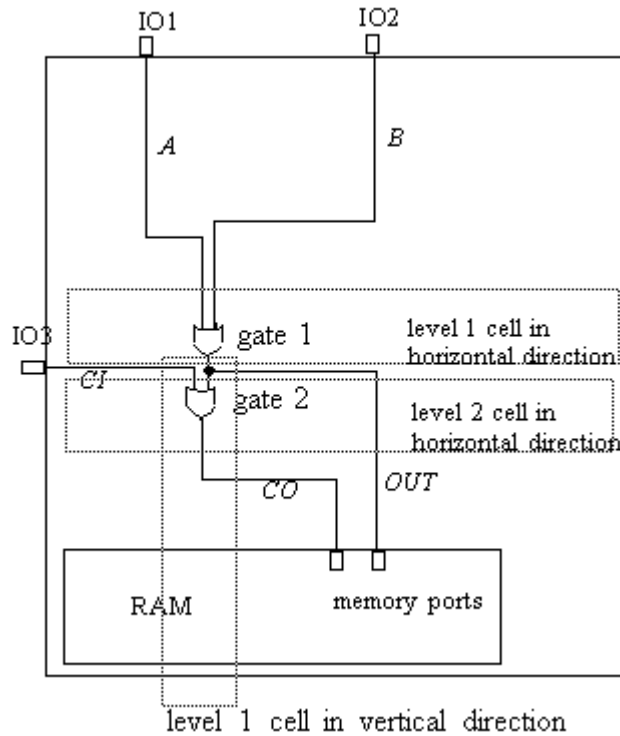 IO1
IO2
A
B
IO3
gate 1
level 1 cell in
horizontal direction
CI
gate 2
level 2 cell in
horizontal direction
CO
OUT
RAM
memory ports
level 1 cell in vertical direction